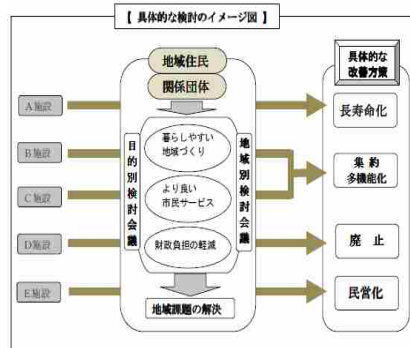 【 具体的な検討のイメージ図 】
地域住民
関係団体
具体的な
改善方策
A施設
B施設
C施設
D施設
E施設
目的別検討会議
暮らしやすい
地域づくり
より良い
市民サービス
財政負担の軽減
地域別検討会議
地域課題の解決
長寿命化
集約
多機能化
廃止
民営化